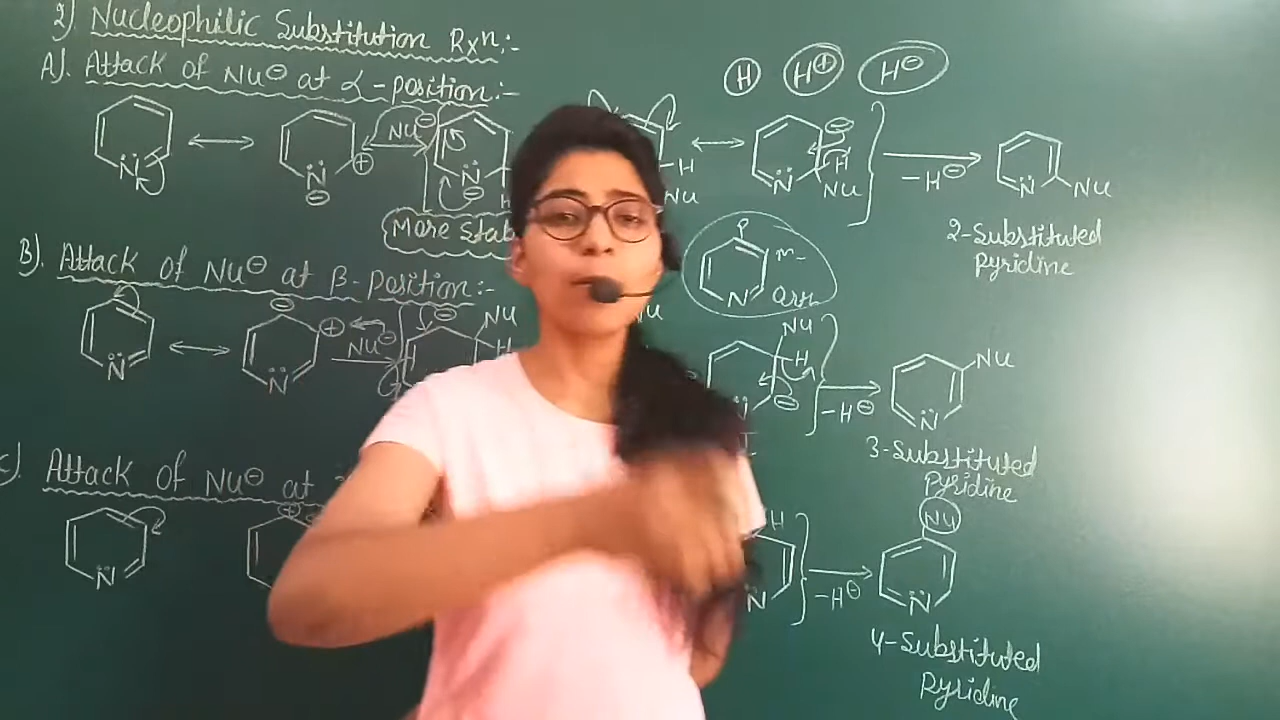 2). Nucleophilic Substitution Rxⁿ:-
A). Attack of Nu⊖ at α-position:-
H H⊕ H⊖
N̈ ⟷ N̈ ⊖ ⊕ Nu⊖ N̈ ⊖ H Nu ⟷ N̈ ⊖ H Nu −H⊖ N̈ Nu
More stab
2-Substituted
Pyridine
P
m-
N
B). Attack of Nu⊖ at β-Position:-
N̈ ⟷ ⊖ ⊕ N̈ Nu⊖ ⊖ Nu H Nu Nu H ⊖ −H⊖ N̈ Nu
3-Substituted
Pyridine
C). Attack of Nu⊖ at
N̈ ⊕ H N −H⊖ Nu N̈
4-Substituted
Pyridine